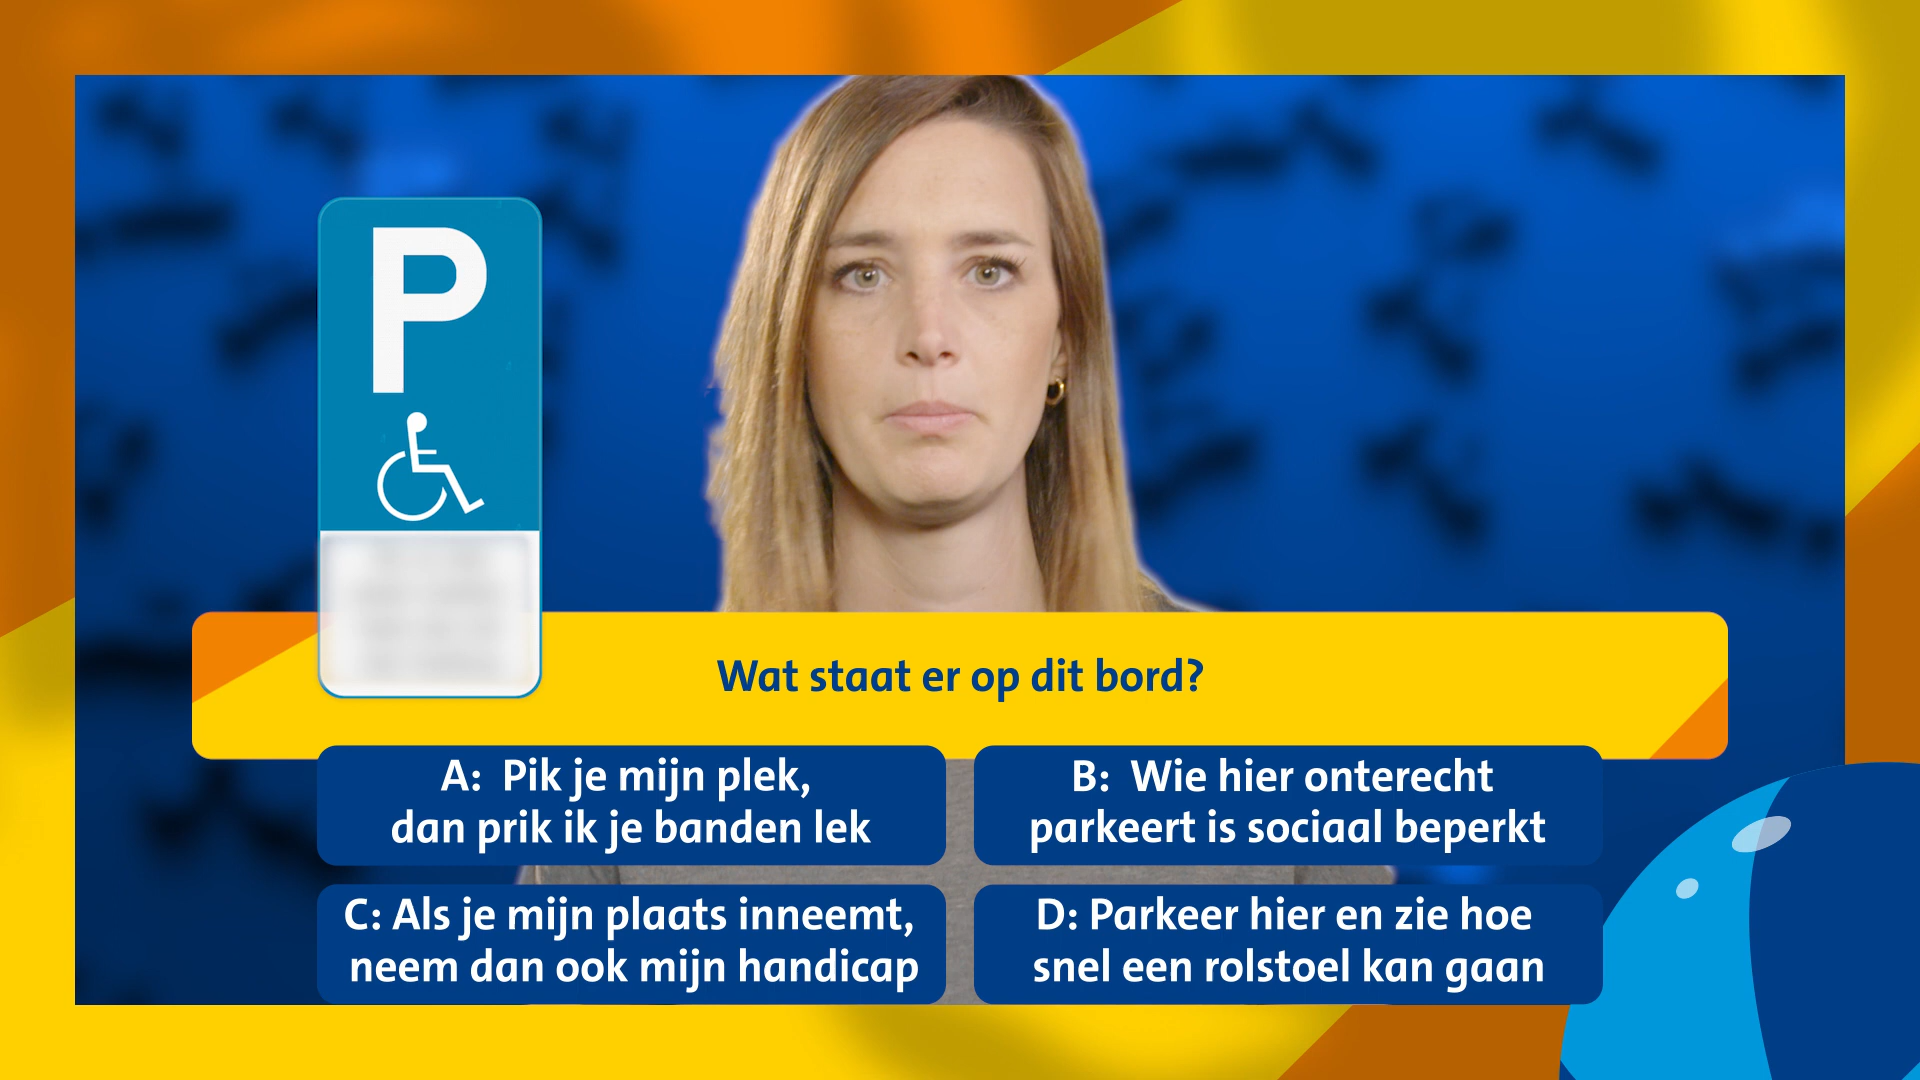 P
Wat staat er op dit bord?
A: Pik je mijn plek,
dan prik ik je banden lek
B: Wie hier onterecht
parkeert is sociaal beperkt
C: Als je mijn plaats inneemt,
neem dan ook mijn handicap
D: Parkeer hier en zie hoe
snel een rolstoel kan gaan